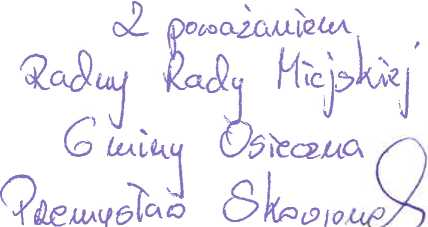 Z poważaniem
Radny Rady Miejskiej
Gminy Osieczna
Przemysław